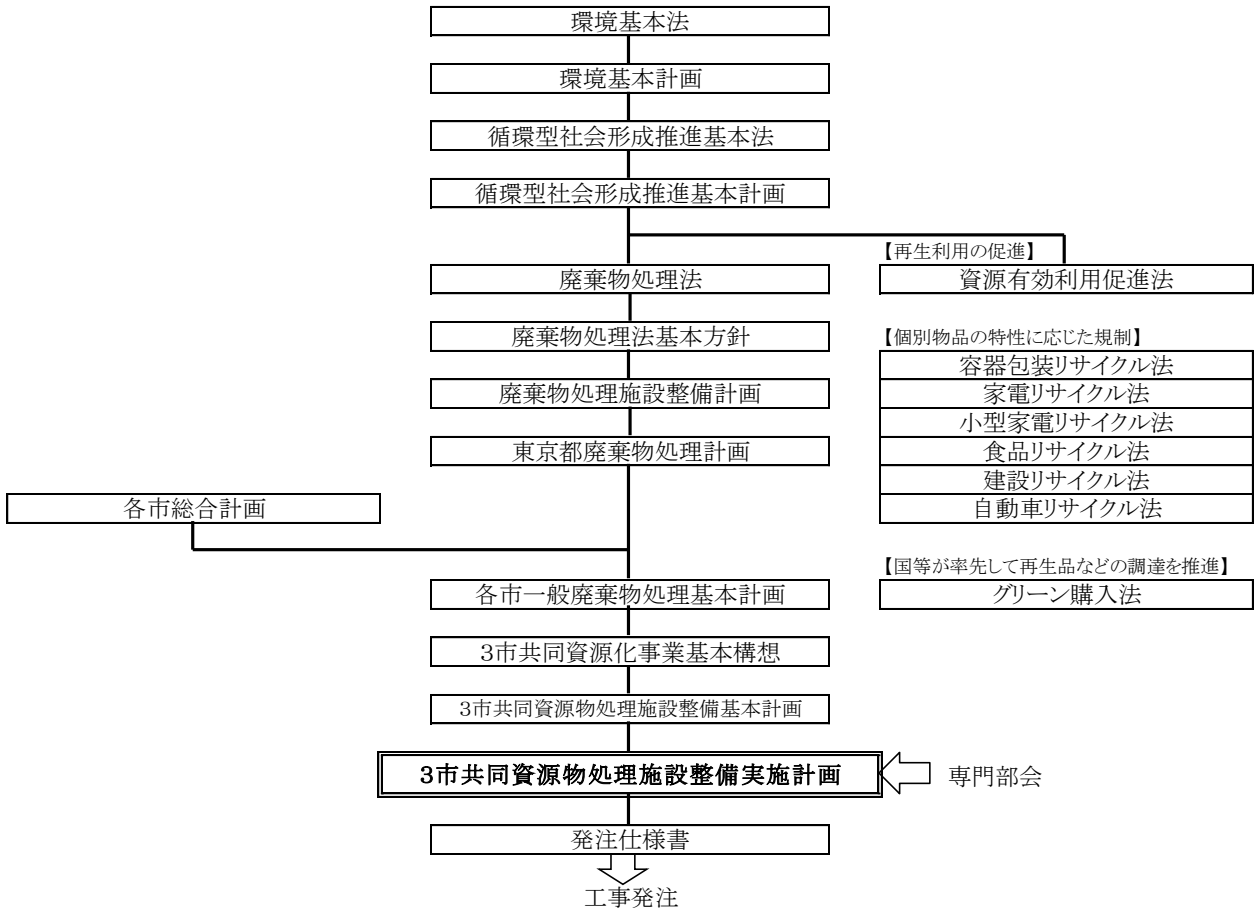 環境基本法
環境基本計画
循環型社会形成推進基本法
循環型社会形成推進基本計画
【再生利用の促進】
廃棄物処理法
資源有効利用促進法
廃棄物処理法基本方針
【個別物品の特性に応じた規制】
容器包装リサイクル法
廃棄物処理施設整備計画
家電リサイクル法
小型家電リサイクル法
東京都廃棄物処理計画
食品リサイクル法
建設リサイクル法
各市総合計画
自動車リサイクル法
【国等が率先して再生品などの調達を推進】
各市一般廃棄物処理基本計画
グリーン購入法
3市共同資源化事業基本構想
3市共同資源物処理施設整備基本計画
3市共同資源物処理施設整備実施計画
専門部会
発注仕様書
工事発注